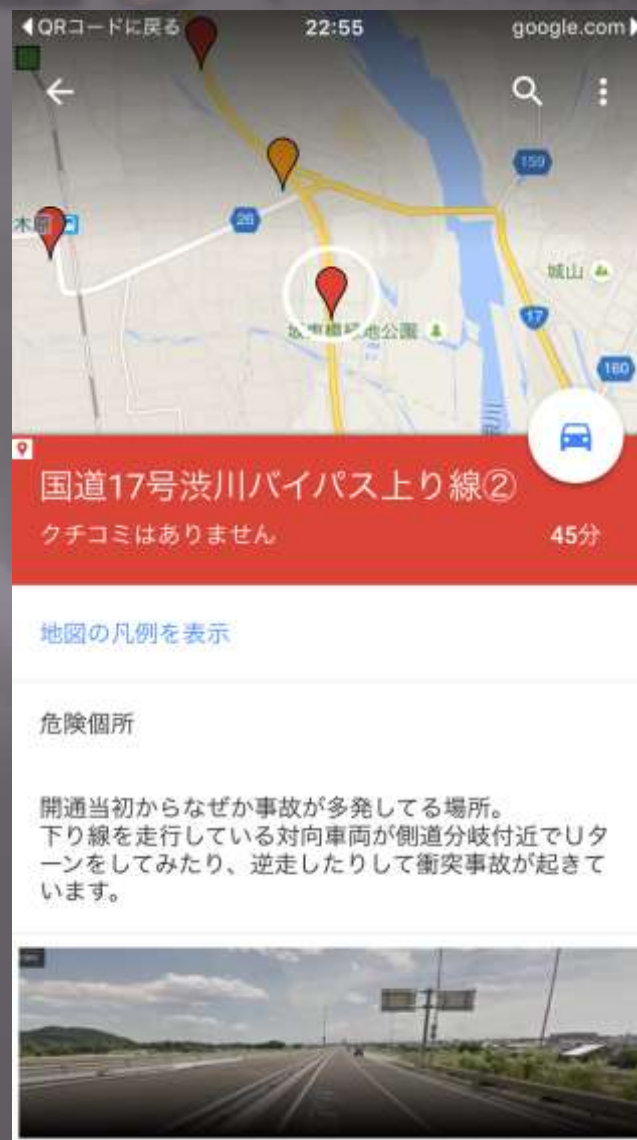 QRコードに戻る
22:55
google.com
159
26
城山
17
160
国道17号渋川バイパス上り線②
クチコミはありません
45分
地図の凡例を表示
危険個所
開通当初からなぜか事故が多発してる場所。
下り線を走行している対向車両が側道分岐付近でUタ
ーンをしてみたり、逆走したりして衝突事故が起きて
います。